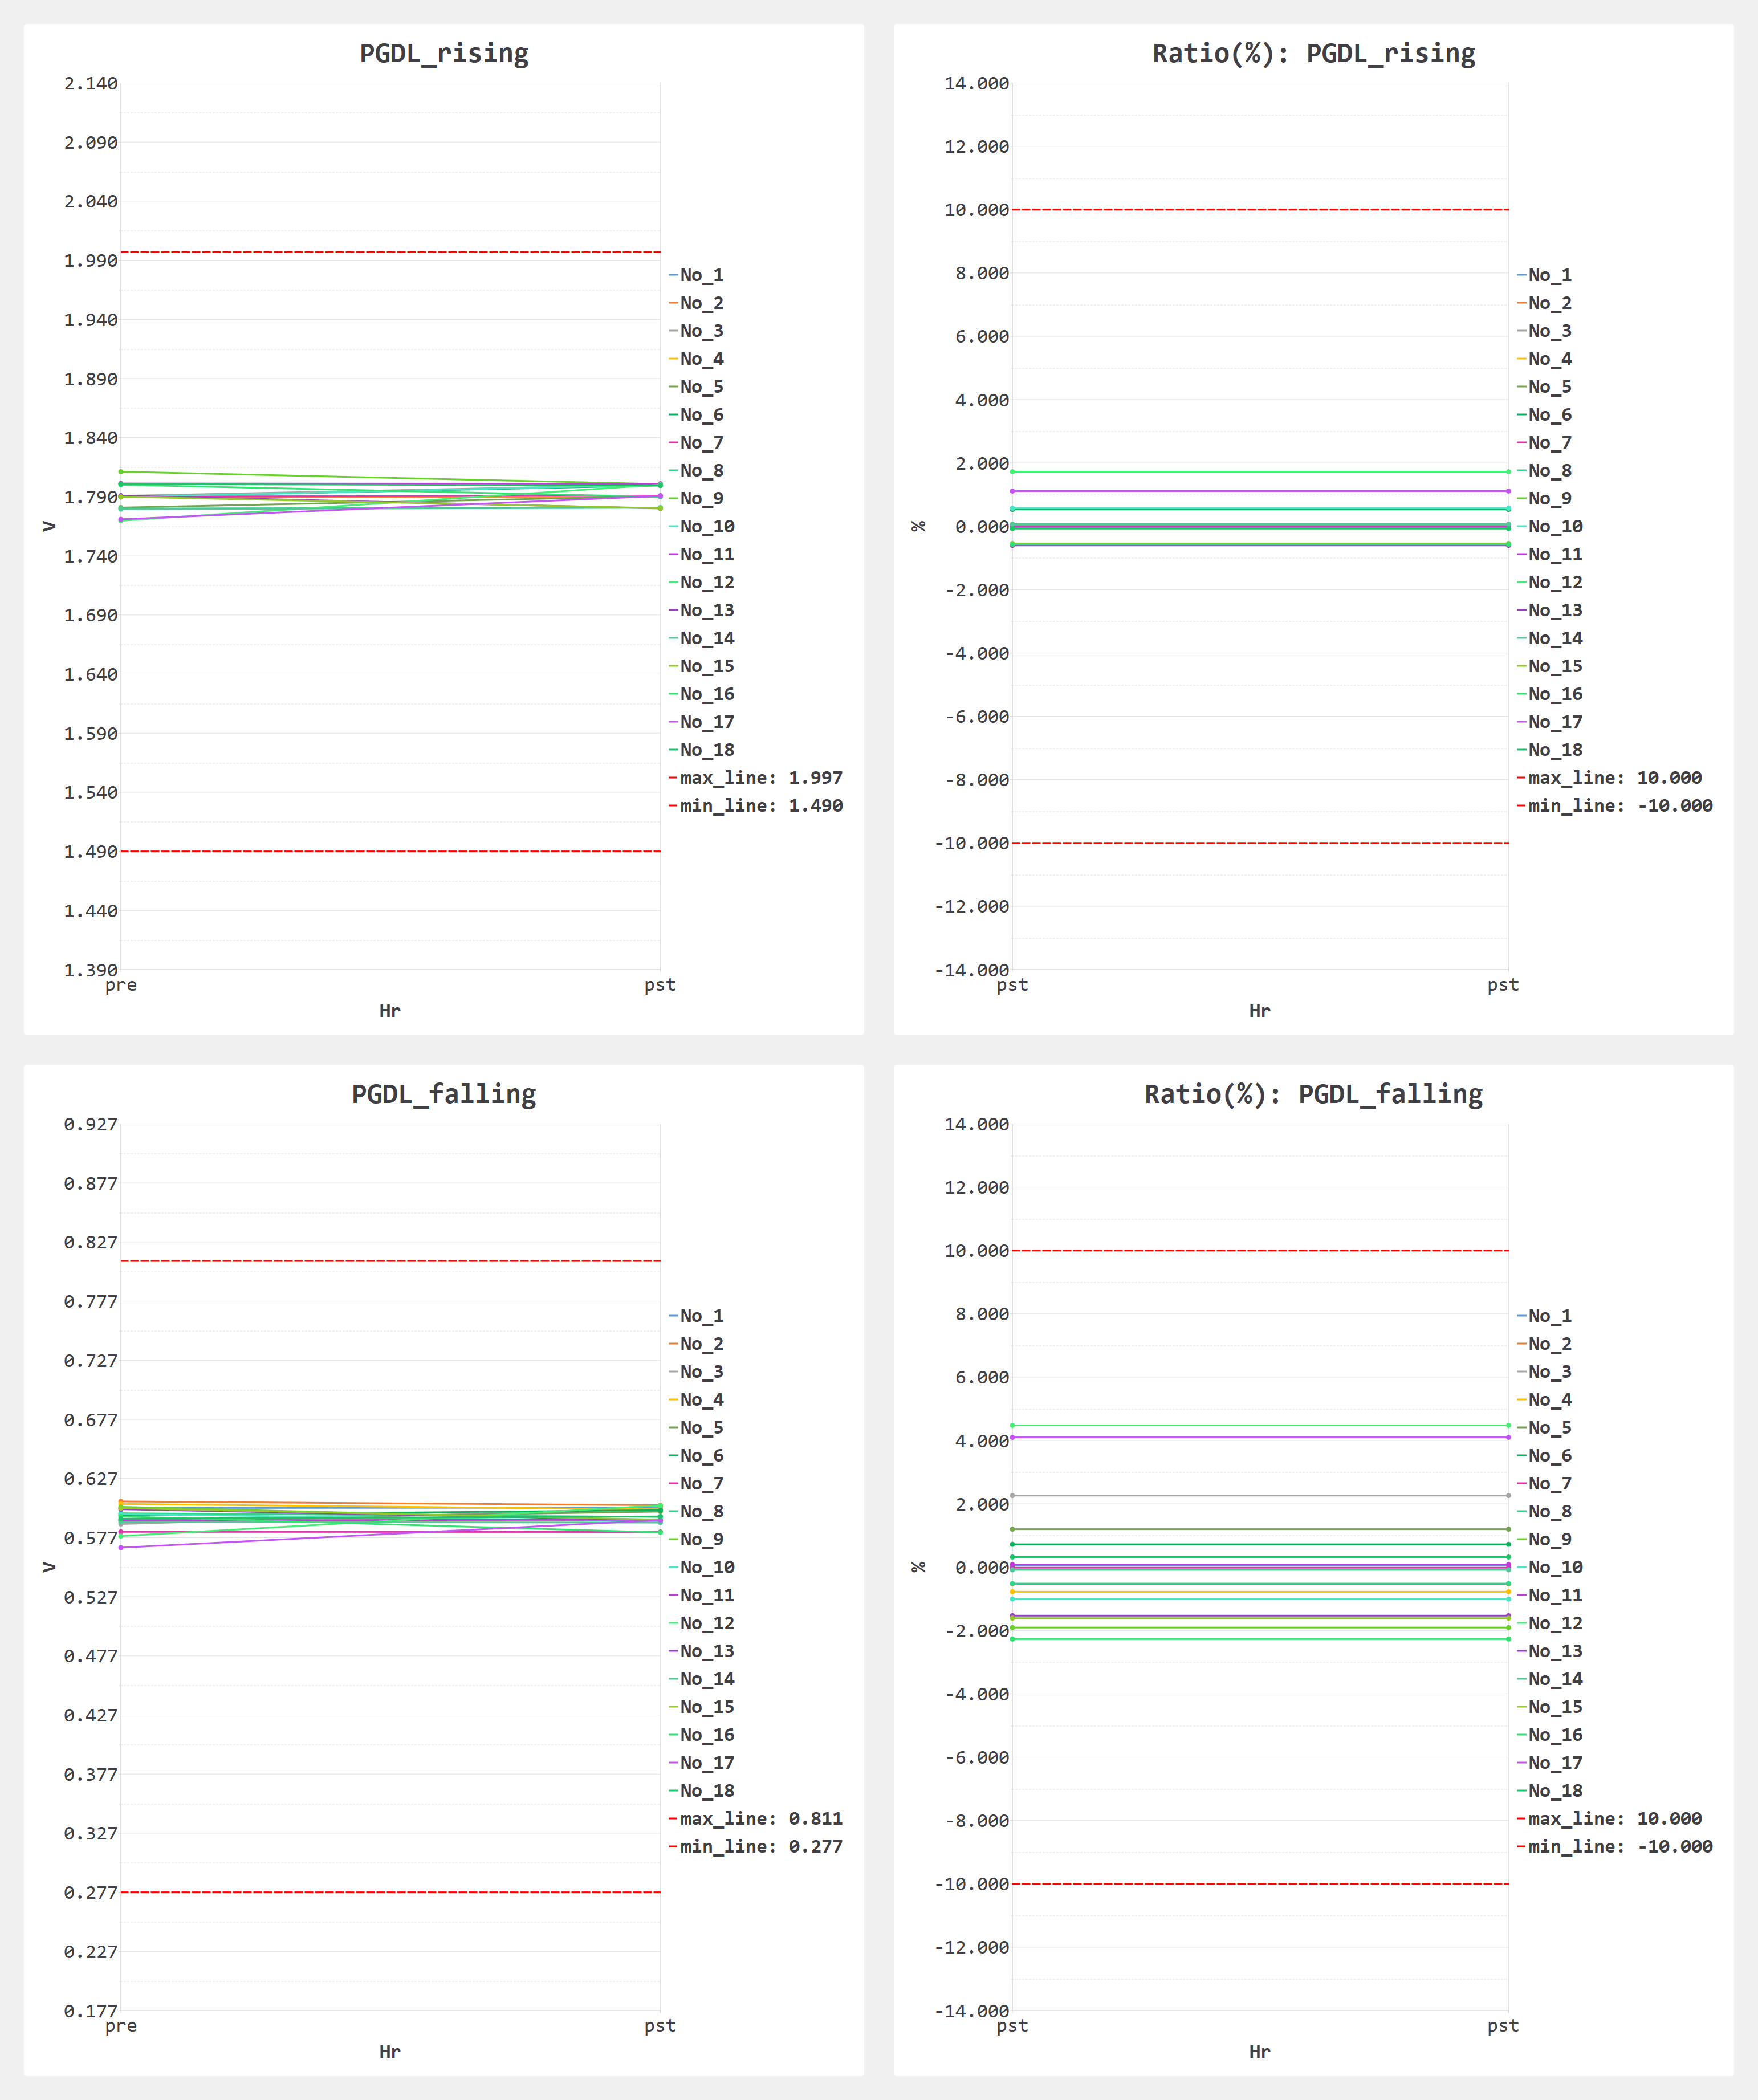 PGDL_rising
2.140
2.090
2.040
1.990
1.940
1.890
1.840
1.790
1.740
1.690
1.640
1.590
1.540
1.490
1.440
1.390
V
pre
pst
Hr
No_1
No_2
No_3
No_4
No_5
No_6
No_7
No_8
No_9
No_10
No_11
No_12
No_13
No_14
No_15
No_16
No_17
No_18
max_line: 1.997
min_line: 1.490
Ratio(%): PGDL_rising
14.000
12.000
10.000
8.000
6.000
4.000
2.000
0.000
-2.000
-4.000
-6.000
-8.000
-10.000
-12.000
-14.000
%
pst
pst
Hr
No_1
No_2
No_3
No_4
No_5
No_6
No_7
No_8
No_9
No_10
No_11
No_12
No_13
No_14
No_15
No_16
No_17
No_18
max_line: 10.000
min_line: -10.000
PGDL_falling
0.927
0.877
0.827
0.777
0.727
0.677
0.627
0.577
0.527
0.477
0.427
0.377
0.327
0.277
0.227
0.177
V
pre
pst
Hr
No_1
No_2
No_3
No_4
No_5
No_6
No_7
No_8
No_9
No_10
No_11
No_12
No_13
No_14
No_15
No_16
No_17
No_18
max_line: 0.811
min_line: 0.277
Ratio(%): PGDL_falling
14.000
12.000
10.000
8.000
6.000
4.000
2.000
0.000
-2.000
-4.000
-6.000
-8.000
-10.000
-12.000
-14.000
%
pst
pst
Hr
No_1
No_2
No_3
No_4
No_5
No_6
No_7
No_8
No_9
No_10
No_11
No_12
No_13
No_14
No_15
No_16
No_17
No_18
max_line: 10.000
min_line: -10.000